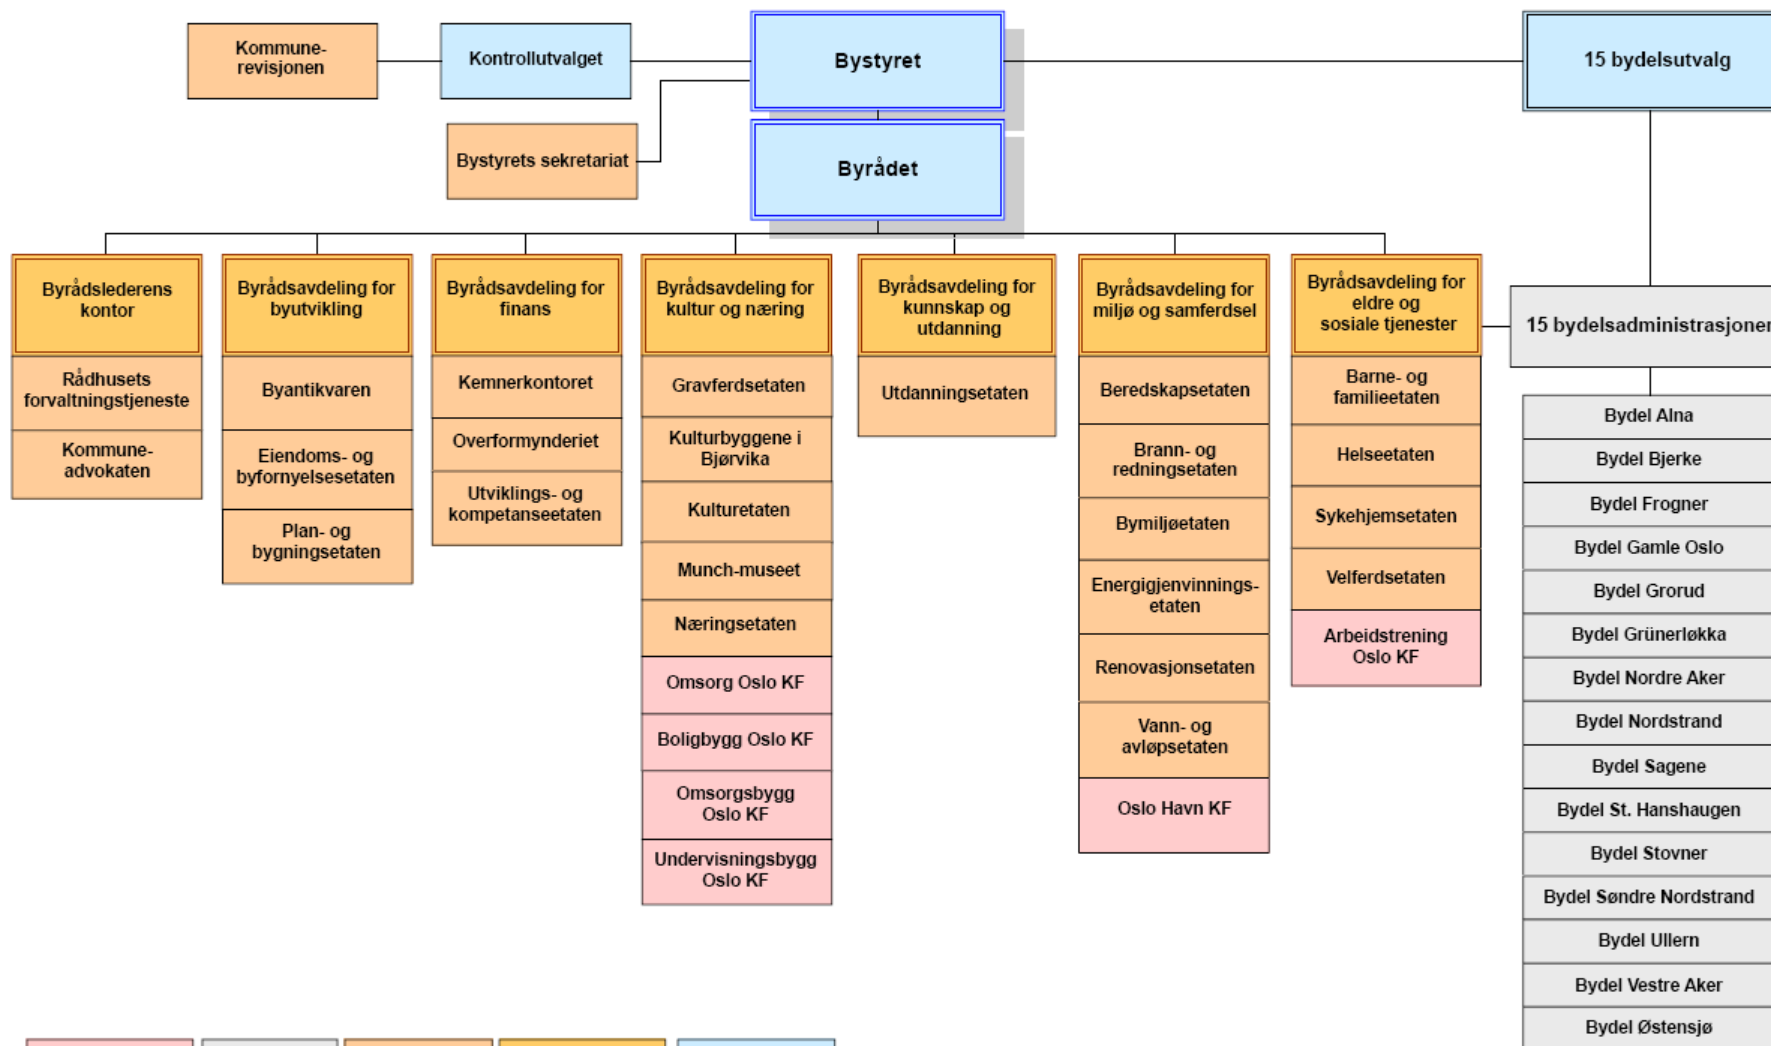 Kommune-
revisjonen
Kontrollutvalget
Bystyret
15 bydelsutvalg
Bystyrets sekretariat
Byrådet
Byrådslederens
kontor
Rådhusets
forvaltningstjeneste
Kommune-
advokaten
Byrådsavdeling for
byutvikling
Byantikvaren
Eiendoms- og
byfornyelsesetaten
Plan- og
bygningsetaten
Byrådsavdeling for
finans
Kemnerkontoret
Overformynderiet
Utviklings- og
kompetanseetaten
Byrådsavdeling for
kultur og næring
Gravferdsetaten
Kulturbyggene i
Bjørvika
Kulturetaten
Munch-museet
Næringsetaten
Omsorg Oslo KF
Boligbygg Oslo KF
Omsorgsbygg
Oslo KF
Undervisningsbygg
Oslo KF
Byrådsavdeling for
kunnskap og
utdanning
Utdanningsetaten
Byrådsavdeling for
miljø og samferdsel
Beredskapsetaten
Brann- og
redningsetaten
Bymiljøetaten
Energigjenvinnings-
etaten
Renovasjonsetaten
Vann- og
avløpsetaten
Oslo Havn KF
Byrådsavdeling for
eldre og
sosiale tjenester
Barne- og
familieetaten
Helseetaten
Sykehjemsetaten
Velferdsetaten
Arbeidstrening
Oslo KF
15 bydelsadministrasjoner
Bydel Alna
Bydel Bjerke
Bydel Frogner
Bydel Gamle Oslo
Bydel Grorud
Bydel Grünerløkka
Bydel Nordre Aker
Bydel Nordstrand
Bydel Sagene
Bydel St. Hanshaugen
Bydel Stovner
Bydel Søndre Nordstrand
Bydel Ullern
Bydel Vestre Aker
Bydel Østensjø